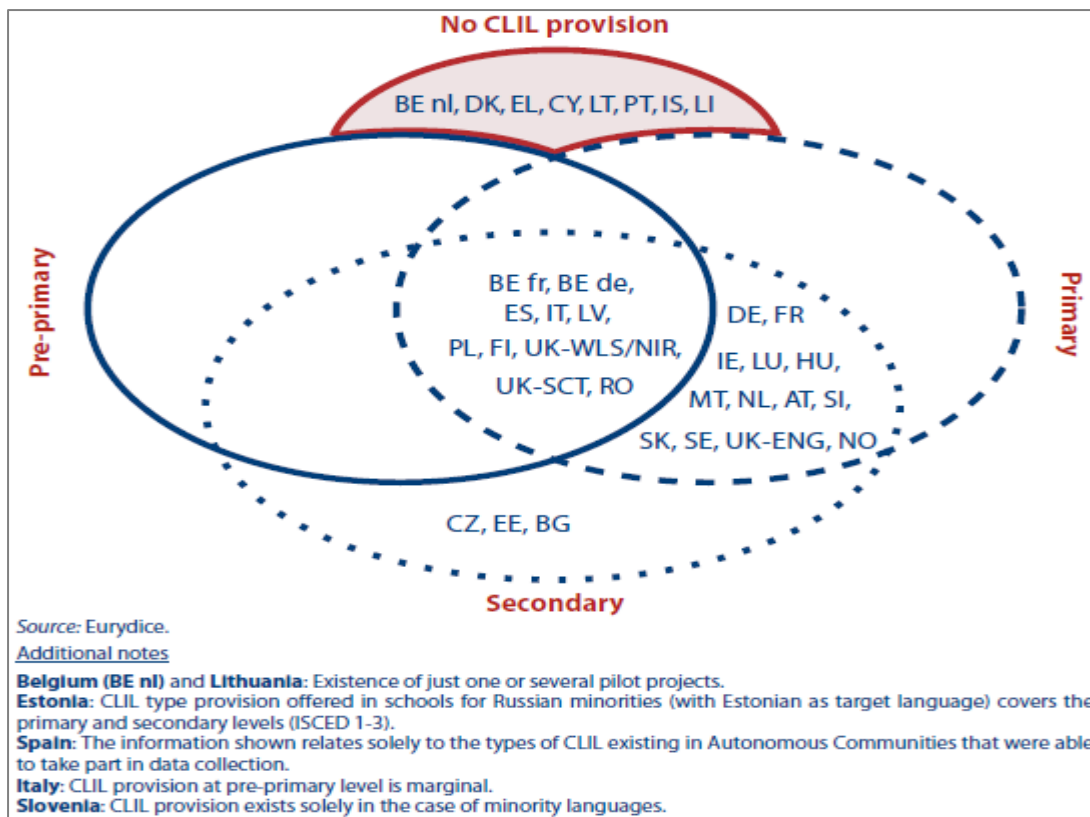 No CLIL provision
BE nl, DK, EL, CY, LT, PT, IS, LI
Pre-primary
Primary
BE fr, BE de,
ES, IT, LV,
PL, FI, UK-WLS/NIR,
UK-SCT, RO
DE, FR
IE, LU, HU,
MT, NL, AT, SI,
SK, SE, UK-ENG, NO
CZ, EE, BG
Secondary
Source: Eurydice.
Additional notes
Belgium (BE nl) and Lithuania: Existence of just one or several pilot projects.
Estonia: CLIL type provision offered in schools for Russian minorities (with Estonian as target language) covers the
primary and secondary levels (ISCED 1-3).
Spain: The information shown relates solely to the types of CLIL existing in Autonomous Communities that were able
to take part in data collection.
Italy: CLIL provision at pre-primary level is marginal.
Slovenia: CLIL provision exists solely in the case of minority languages.